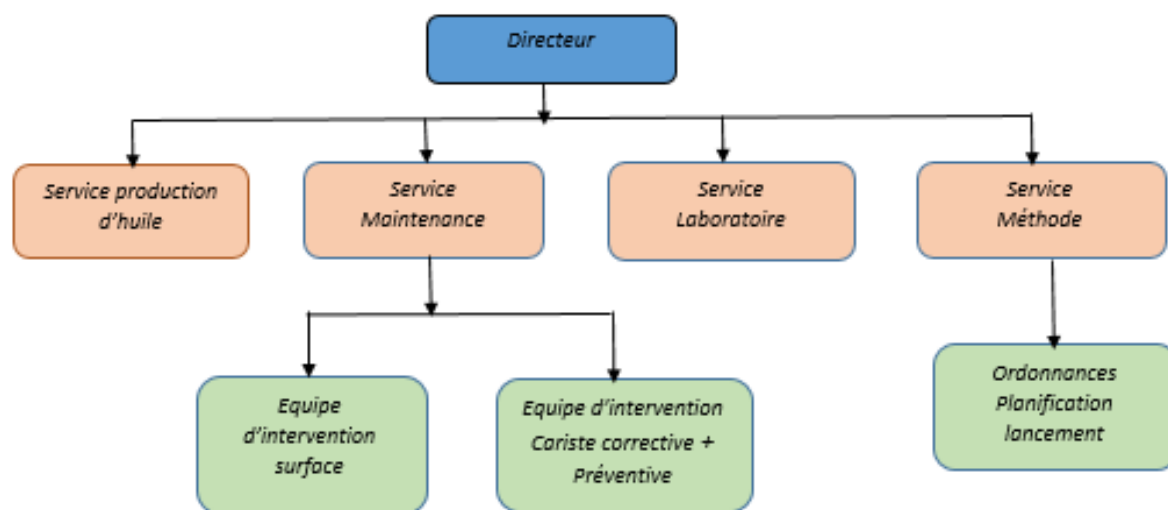 Directeur
Service production
d'huile
Service
Maintenance
Service
Laboratoire
Service
Méthode
Equipe
d'intervention
surface
Equipe d'intervention
Cariste corrective +
Préventive
Ordonnances
Planification
lancement